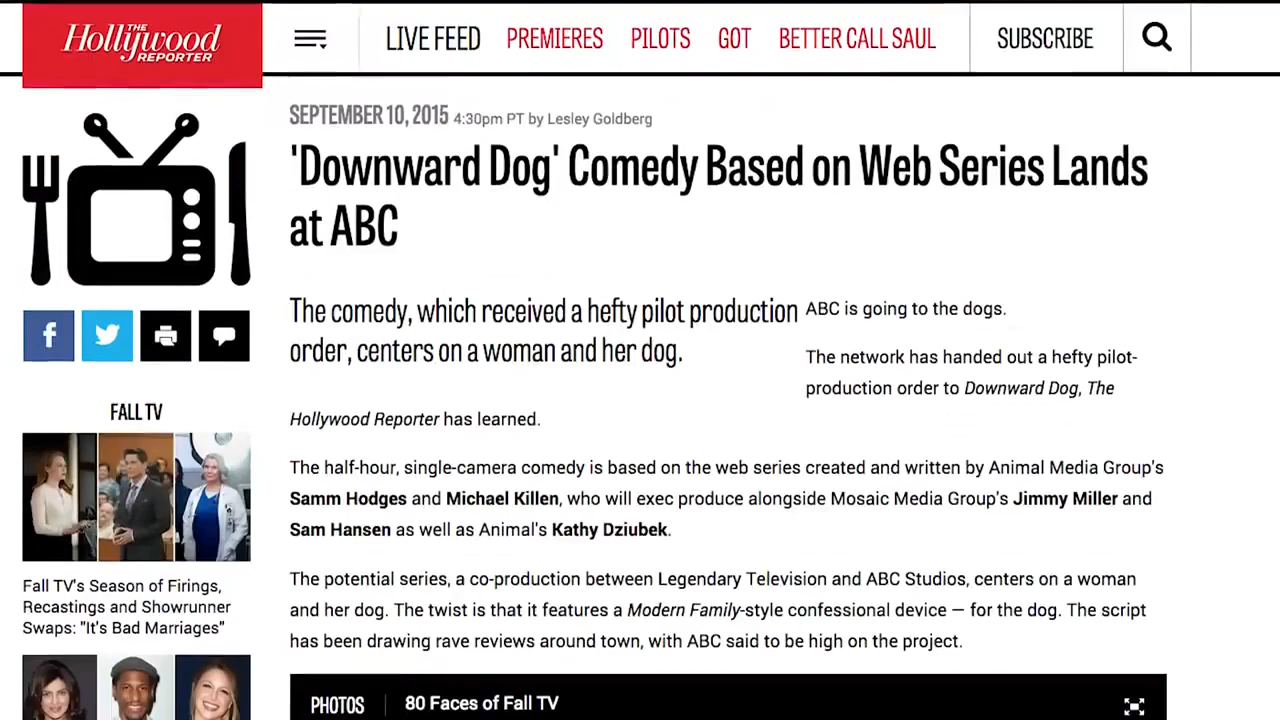 THE
Hollywood
REPORTER
LIVE FEED PREMIERES PILOTS GOT BETTER CALL SAUL SUBSCRIBE
SEPTEMBER 10, 2015 4:30pm PT by Lesley Goldberg
'Downward Dog' Comedy Based on Web Series Lands
at ABC
The comedy, which received a hefty pilot production
order, centers on a woman and her dog.
ABC is going to the dogs.
The network has handed out a hefty pilot-
production order to Downward Dog, The
Hollywood Reporter has learned.
The half-hour, single-camera comedy is based on the web series created and written by Animal Media Group's
Samm Hodges and Michael Killen, who will exec produce alongside Mosaic Media Group's Jimmy Miller and
Sam Hansen as well as Animal's Kathy Dziubek.
The potential series, a co-production between Legendary Television and ABC Studios, centers on a woman
and her dog. The twist is that it features a Modern Family-style confessional device — for the dog. The script
has been drawing rave reviews around town, with ABC said to be high on the project.
PHOTOS 80 Faces of Fall TV
FALL TV
Fall TV's Season of Firings,
Recastings and Showrunner
Swaps: "It's Bad Marriages"